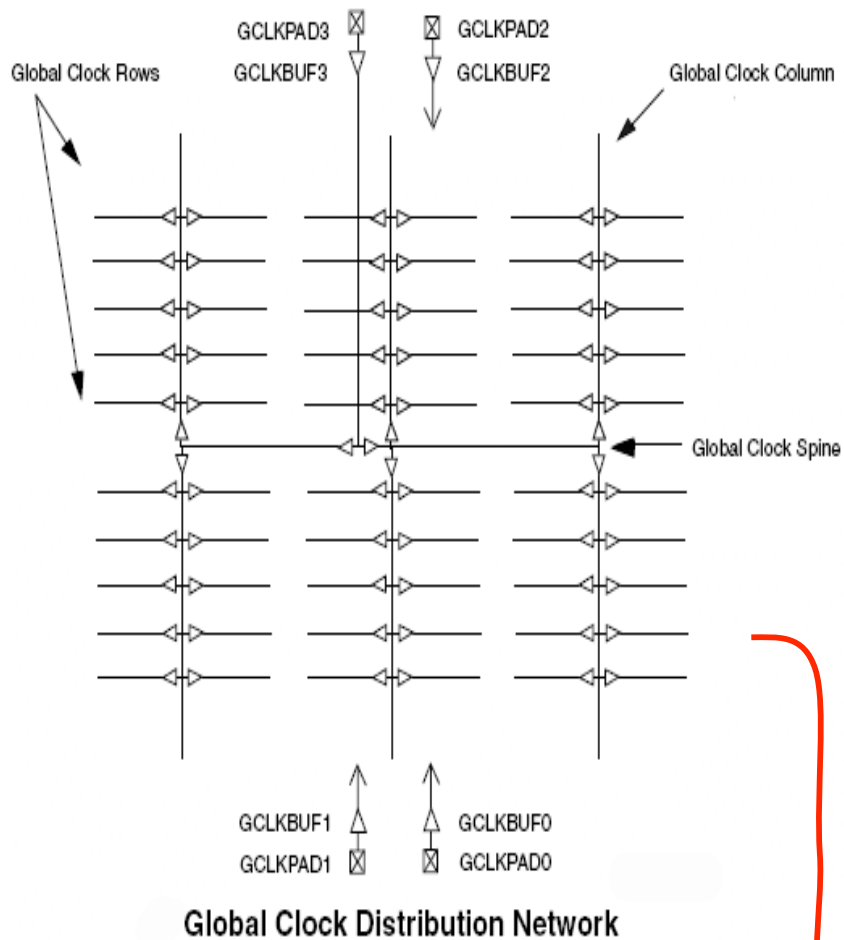 GCLKPAD3
GCLKPAD2
Global Clock Rows
GCLKBUF3
GCLKBUF2
Global Clock Column
Global Clock Spine
GCLKBUF1
GCLKBUF0
GCLKPAD1
GCLKPAD0
Global Clock Distribution Network